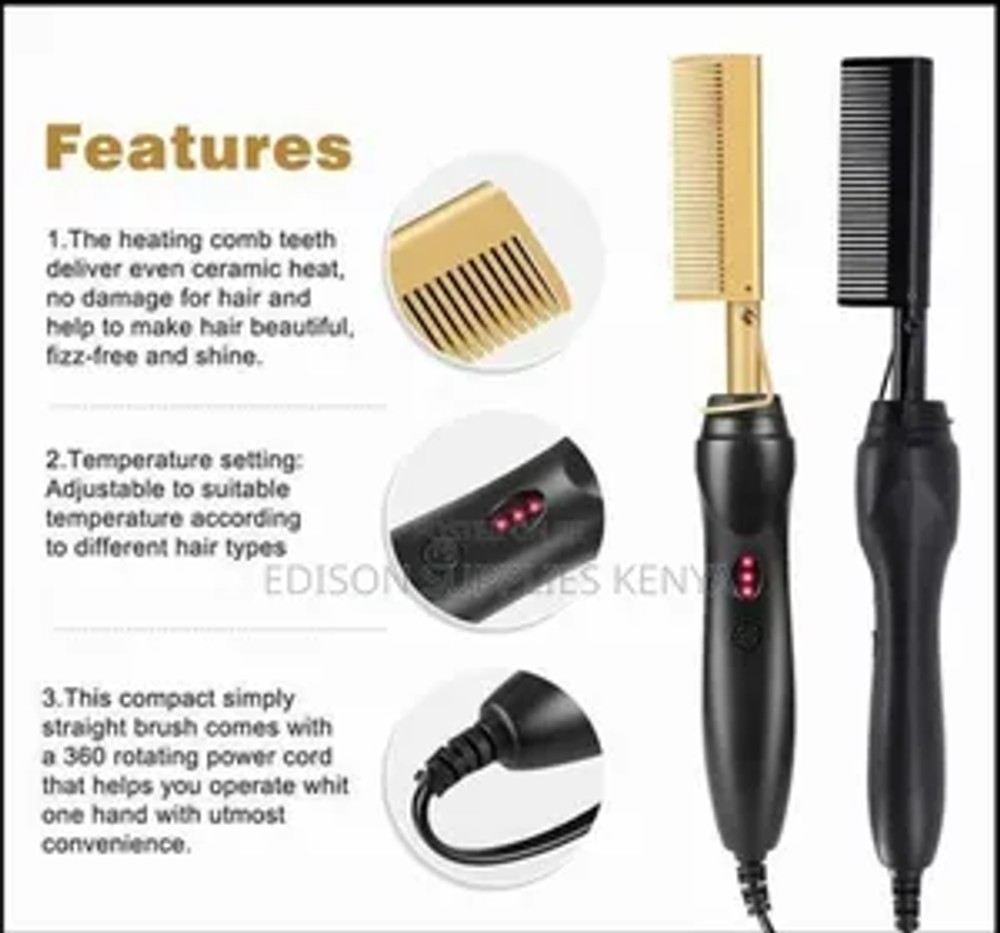 Features
1.The heating comb teeth
deliver even ceramic heat,
no damage for hair and
help to make hair beautiful,
fizz-free and shine.
2.Temperature setting:
Adjustable to suitable
temperature according
to different hair types
EDISON SUPPLIES KENYA
3.This compact simply
straight brush comes with
a 360 rotating power cord
that helps you operate whit
one hand with utmost
convenience.